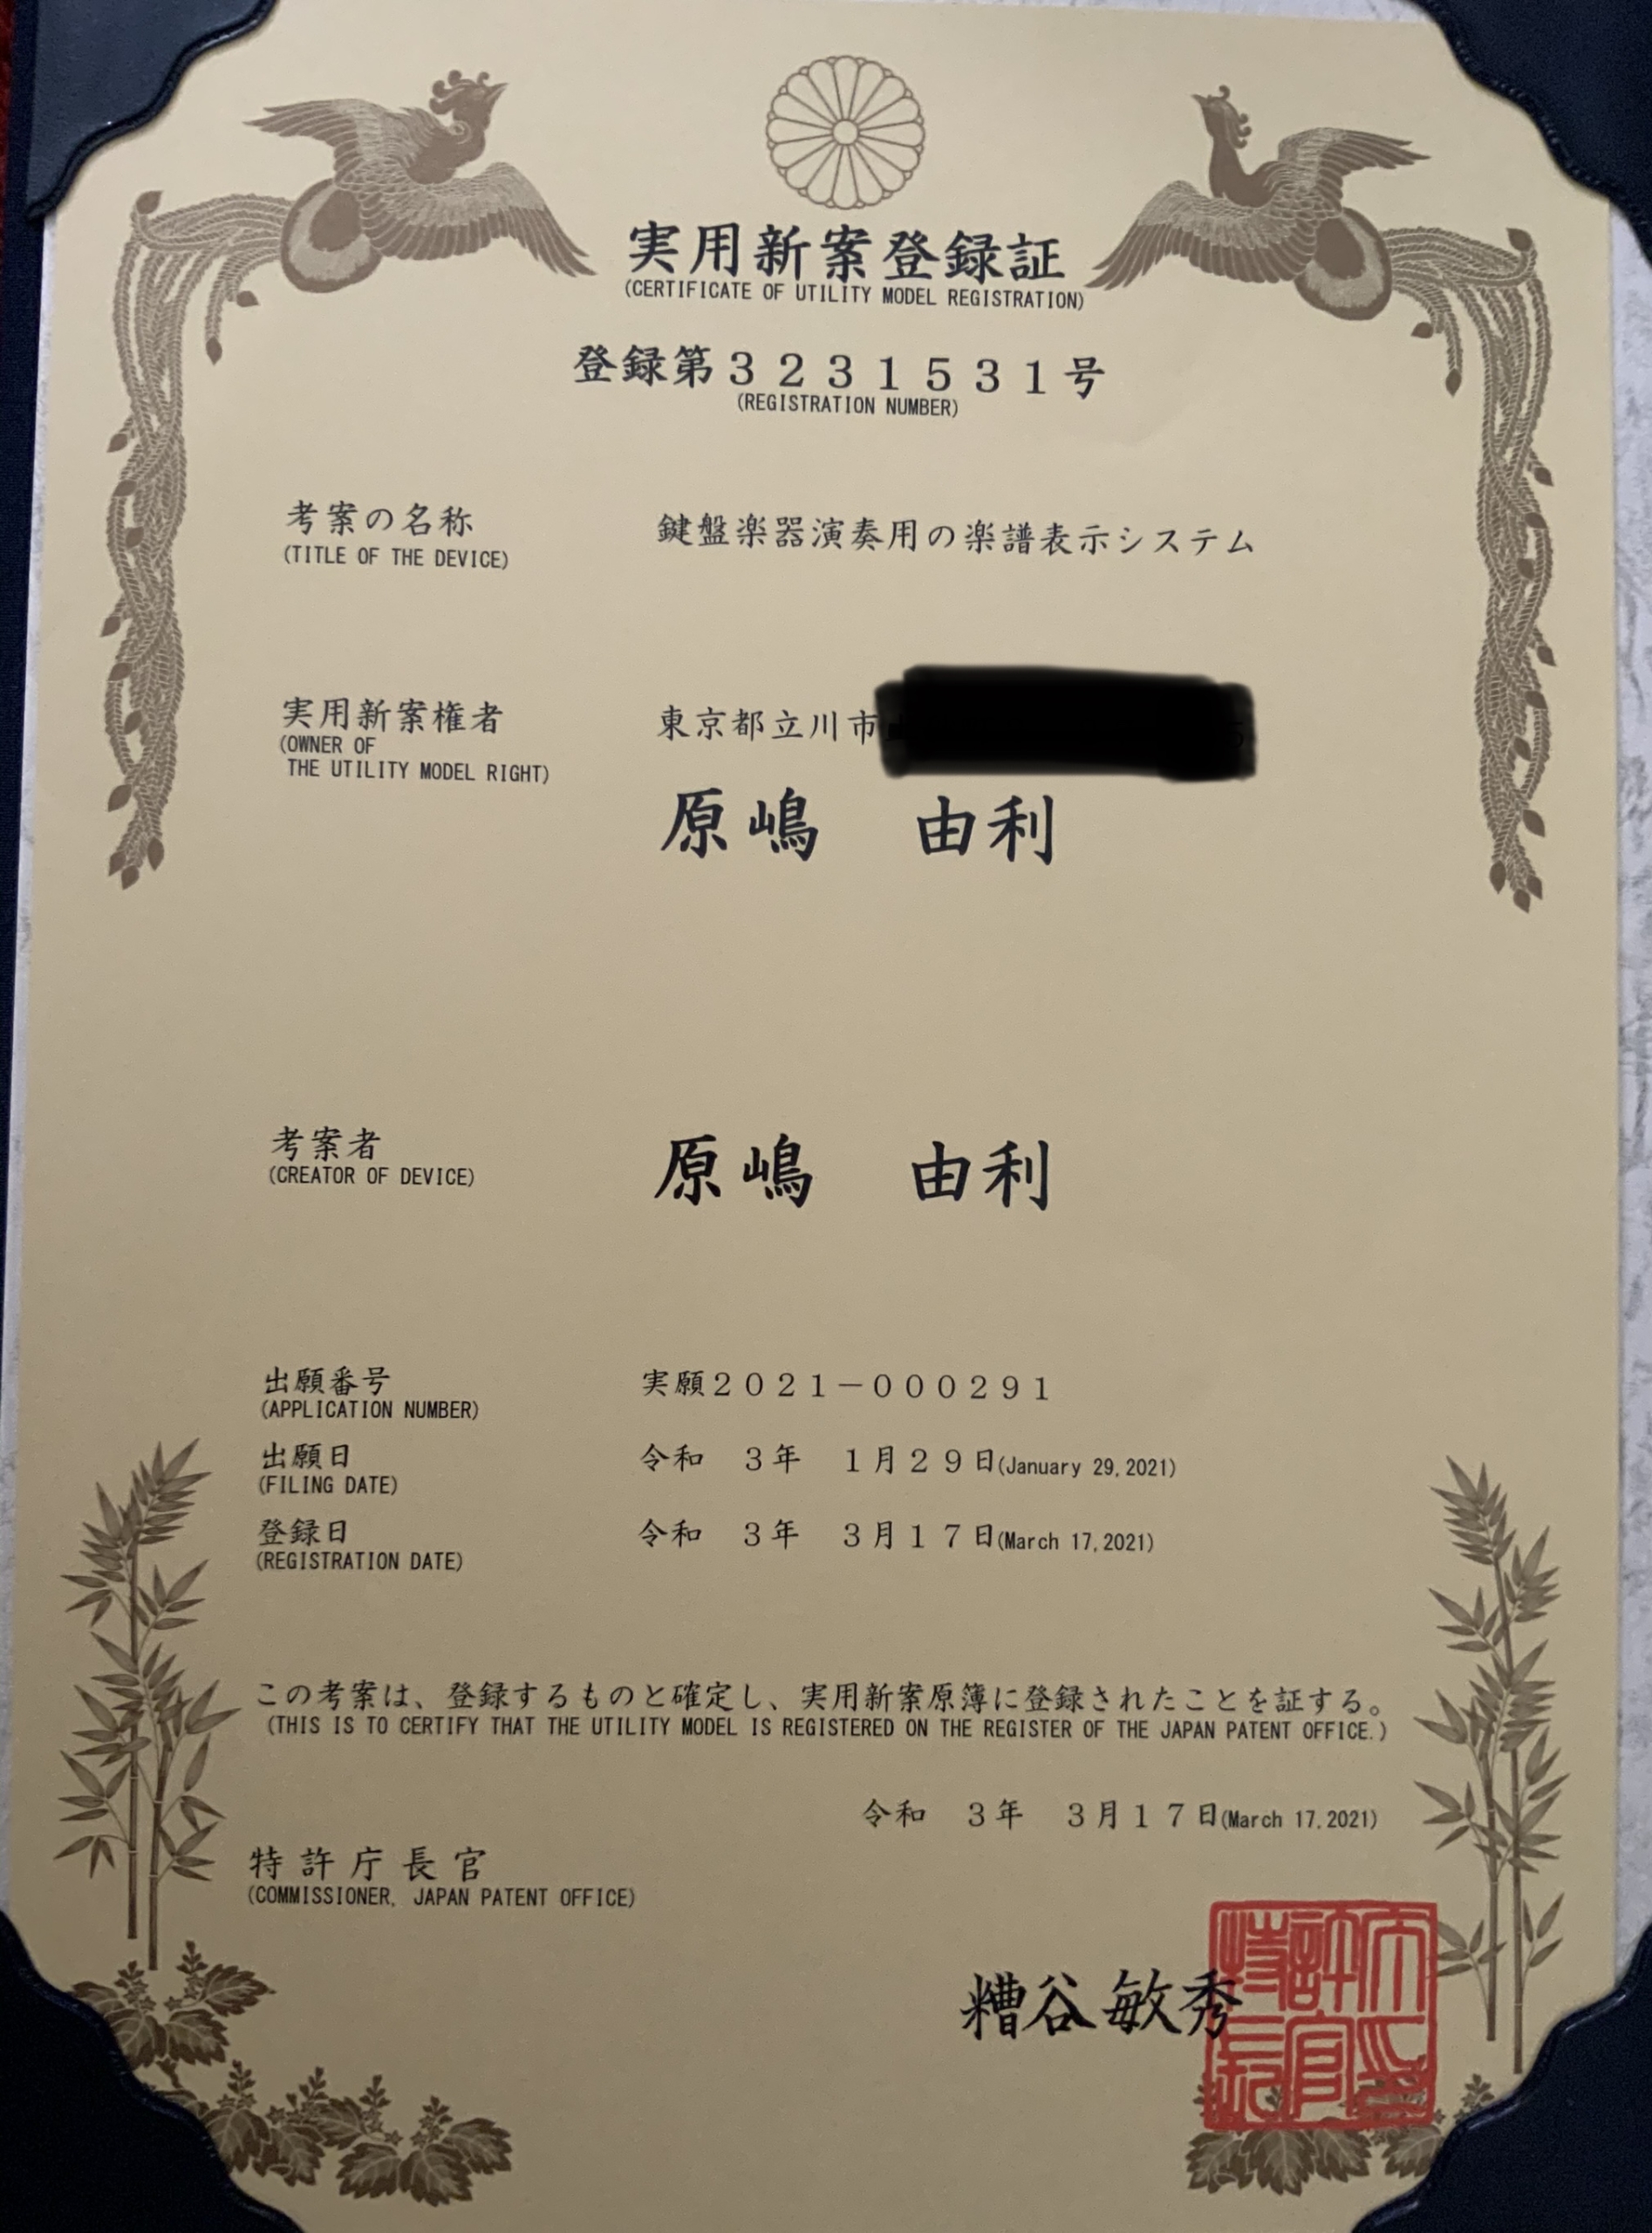 実用新案登録証
(CERTIFICATE OF UTILITY MODEL REGISTRATION)
登録第３２３１５３１号
(REGISTRATION NUMBER)
考案の名称
(TITLE OF THE DEVICE)
鍵盤楽器演奏用の楽譜表示システム
実用新案権者
(OWNER OF
THE UTILITY MODEL RIGHT)
東京都立川市
原嶋　由利
考案者
(CREATOR OF DEVICE)
原嶋　由利
出願番号
(APPLICATION NUMBER)
実願２０２１－０００２９１
出願日
(FILING DATE)
令和　３年　１月２９日(January 29,2021)
登録日
(REGISTRATION DATE)
令和　３年　３月１７日(March 17,2021)
この考案は、登録するものと確定し、実用新案原簿に登録されたことを証する。
(THIS IS TO CERTIFY THAT THE UTILITY MODEL IS REGISTERED ON THE REGISTER OF THE JAPAN PATENT OFFICE.)
令和　３年　３月１７日(March 17,2021)
特許庁長官
(COMMISSIONER, JAPAN PATENT OFFICE)
糟谷敏秀